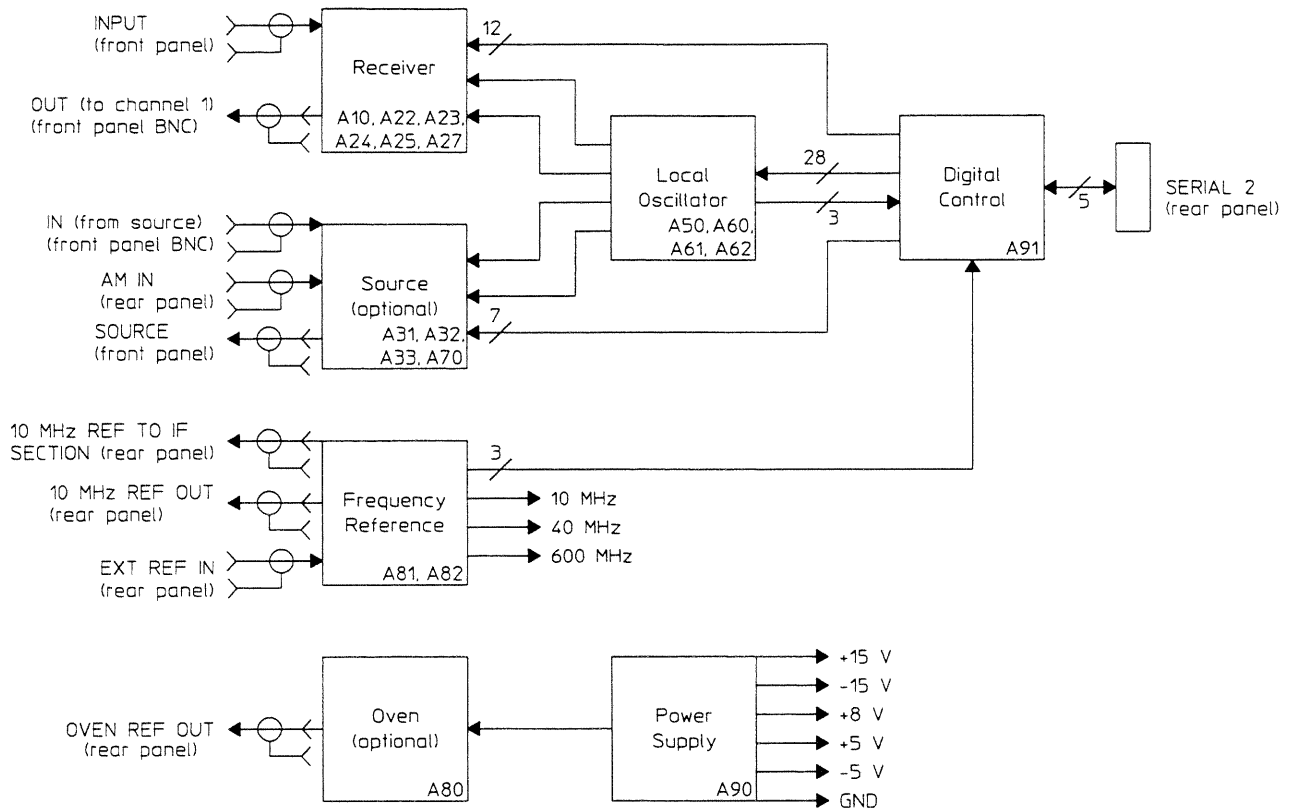 INPUT
(front panel)
OUT (to channel 1)
(front panel BNC)
Receiver
A10, A22, A23,
A24, A25, A27
12
IN (from source)
(front panel BNC)
AM IN
(rear panel)
SOURCE
(front panel)
Source
(optional)
A31, A32,
A33, A70
7
Local
Oscillator
A50, A60,
A61, A62
28
3
Digital
Control
A91
5
SERIAL 2
(rear panel)
10 MHz REF TO IF
SECTION (rear panel)
10 MHz REF OUT
(rear panel)
EXT REF IN
(rear panel)
Frequency
Reference
A81, A82
3
10 MHz
40 MHz
600 MHz
OVEN REF OUT
(rear panel)
Oven
(optional)
A80
Power
Supply
A90
+15 V
-15 V
+8 V
+5 V
-5 V
GND